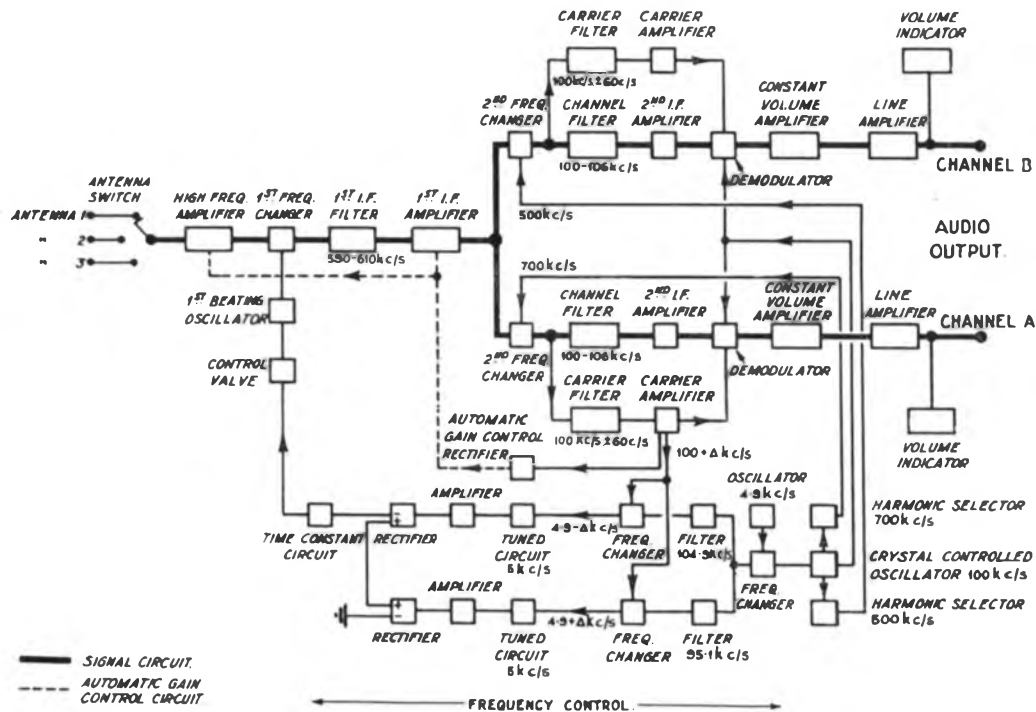 CARRIER
FILTER
CARRIER
AMPLIFIER
VOLUME
INDICATOR
100kc/s±60c/s
2ND FREQ.
CHANGER
CHANNEL
FILTER
2ND I.F.
AMPLIFIER
CONSTANT
VOLUME
AMPLIFIER
LINE
AMPLIFIER
100-106kc/s
DEMODULATOR
CHANNEL B
ANTENNA
SWITCH
HIGH FREQ.
AMPLIFIER
1ST FREQ.
CHANGER
1ST I.F.
FILTER
1ST I.F.
AMPLIFIER
500kc/s
ANTENNA 1
" 2
" 3
590-610kc/s
AUDIO
OUTPUT.
700kc/s
1ST BEATING
OSCILLATOR
CHANNEL
FILTER
2ND I.F.
AMPLIFIER
CONSTANT
VOLUME
AMPLIFIER
LINE
AMPLIFIER
CHANNEL A
100-106kc/s
2ND FREQ.
CHANGER
DEMODULATOR
CONTROL
VALVE
CARRIER
FILTER
CARRIER
AMPLIFIER
100kc/s±60c/s
AUTOMATIC
GAIN CONTROL
RECTIFIER
100+Δkc/s
VOLUME
INDICATOR
OSCILLATOR
4·9kc/s
AMPLIFIER
HARMONIC SELECTOR
700kc/s
4·9-Δkc/s
TIME CONSTANT
CIRCUIT
RECTIFIER
TUNED
CIRCUIT
5kc/s
FREQ.
CHANGER
FILTER
104·9kc/s
CRYSTAL CONTROLLED
OSCILLATOR 100kc/s
FREQ.
CHANGER
AMPLIFIER
4·9+Δkc/s
HARMONIC SELECTOR
500kc/s
RECTIFIER
TUNED
CIRCUIT
5kc/s
FREQ.
CHANGER
FILTER
95·1kc/s
SIGNAL CIRCUIT.
AUTOMATIC GAIN
CONTROL CIRCUIT
FREQUENCY CONTROL.